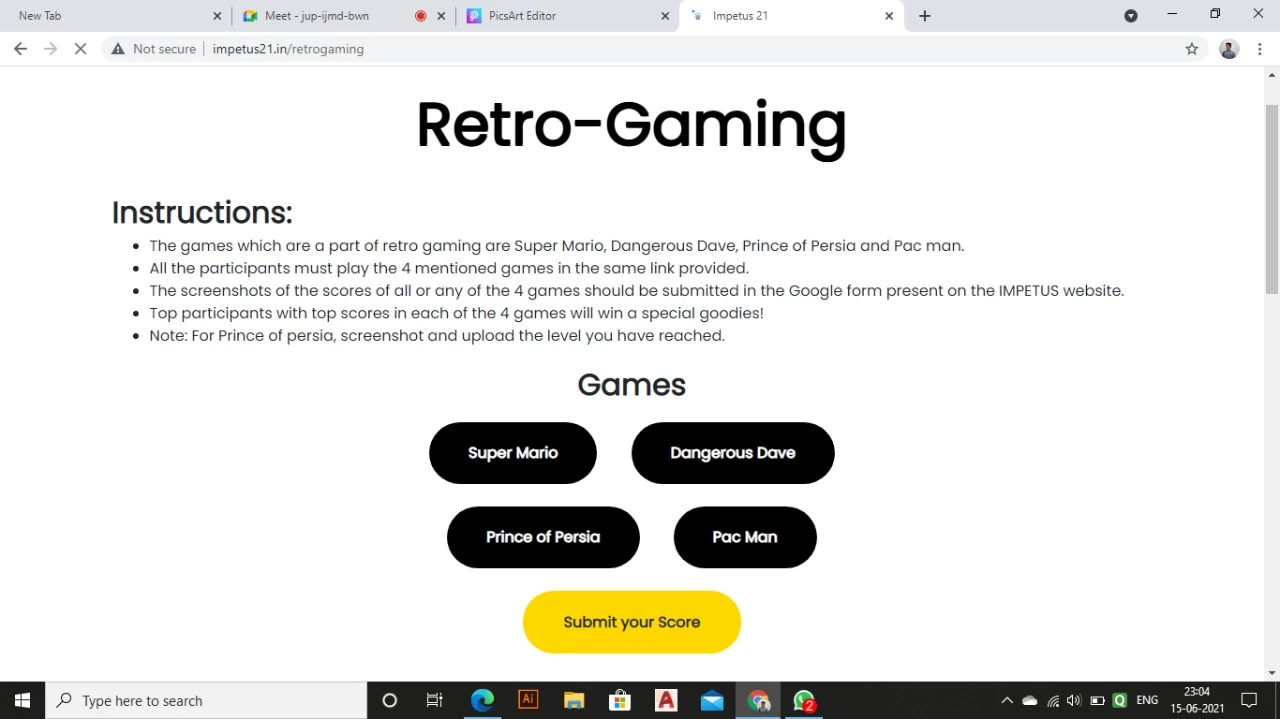 New Tab
Meet - jup-ijmd-bwn
PicsArt Editor
Impetus 21
Not secure
impetus21.in/retrogaming
Retro-Gaming
Instructions:
The games which are a part of retro gaming are Super Mario, Dangerous Dave, Prince of Persia and Pac man.
All the participants must play the 4 mentioned games in the same link provided.
The screenshots of the scores of all or any of the 4 games should be submitted in the Google form present on the IMPETUS website.
Top participants with top scores in each of the 4 games will win a special goodies!
Note: For Prince of persia, screenshot and upload the level you have reached.
Games
Super Mario
Dangerous Dave
Prince of Persia
Pac Man
Submit your Score
Type here to search
Ai
A
2
Q
ENG
23:04
15-06-2021